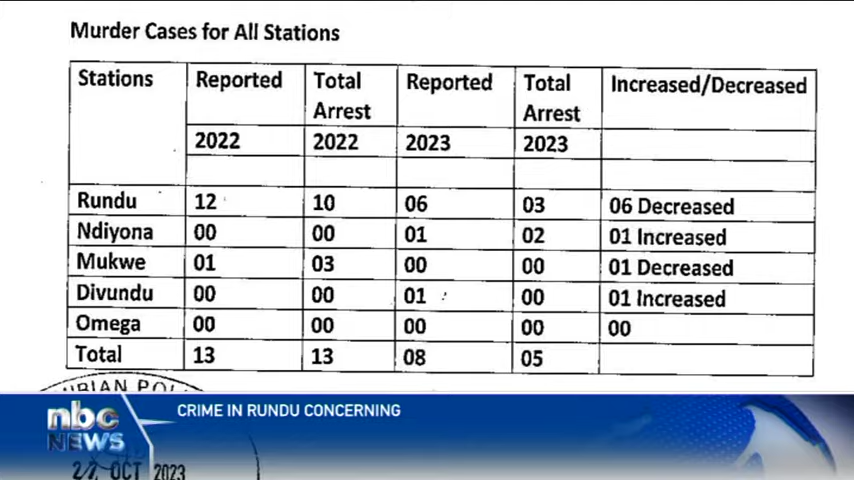 Murder Cases for All Stations
Stations Reported Total Arrest Reported Total Arrest Increased/Decreased
2022 2022 2023 2023
Rundu 12 10 06 03 06 Decreased
Ndiyona 00 00 01 02 01 Increased
Mukwe 01 03 00 00 01 Decreased
Divundu 00 00 01 00 01 Increased
Omega 00 00 00 00 00
Total 13 13 08 05
nbc NEWS
CRIME IN RUNDU CONCERNING
OCT 2023